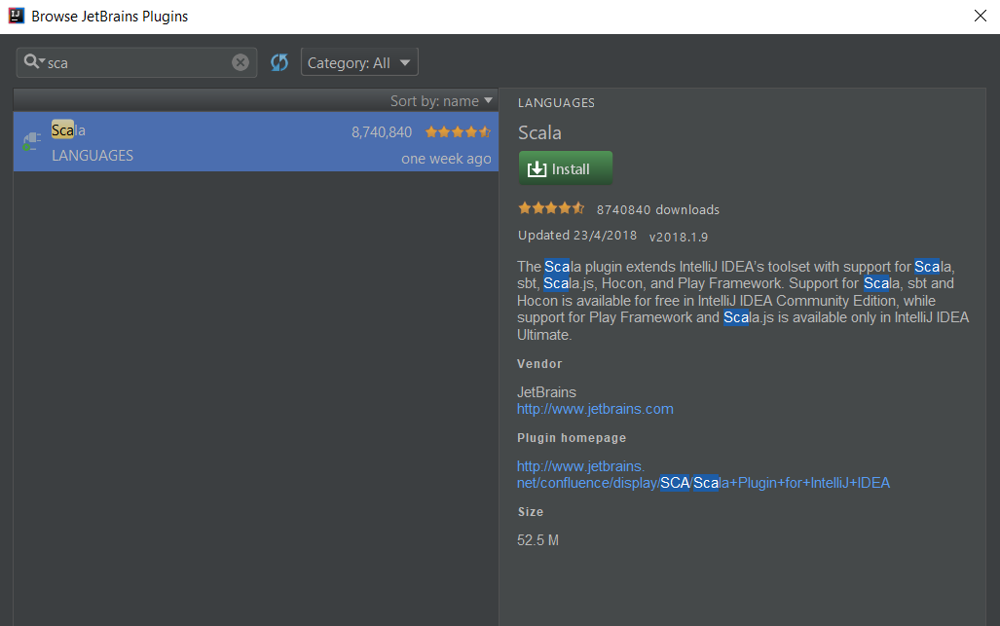 Browse JetBrains Plugins
sca
Category: All
Sort by: name
Scala
8,740,840
LANGUAGES
one week ago
LANGUAGES
Scala
Install
8740840 downloads
Updated 23/4/2018 v2018.1.9
The Scala plugin extends IntelliJ IDEA's toolset with support for Scala,
sbt, Scala.js, Hocon, and Play Framework. Support for Scala, sbt and
Hocon is available for free in IntelliJ IDEA Community Edition, while
support for Play Framework and Scala.js is available only in IntelliJ IDEA
Ultimate.
Vendor
JetBrains
http://www.jetbrains.com
Plugin homepage
http://www.jetbrains.
net/confluence/display/SCA/Scala+Plugin+for+IntelliJ+IDEA
Size
52.5 M